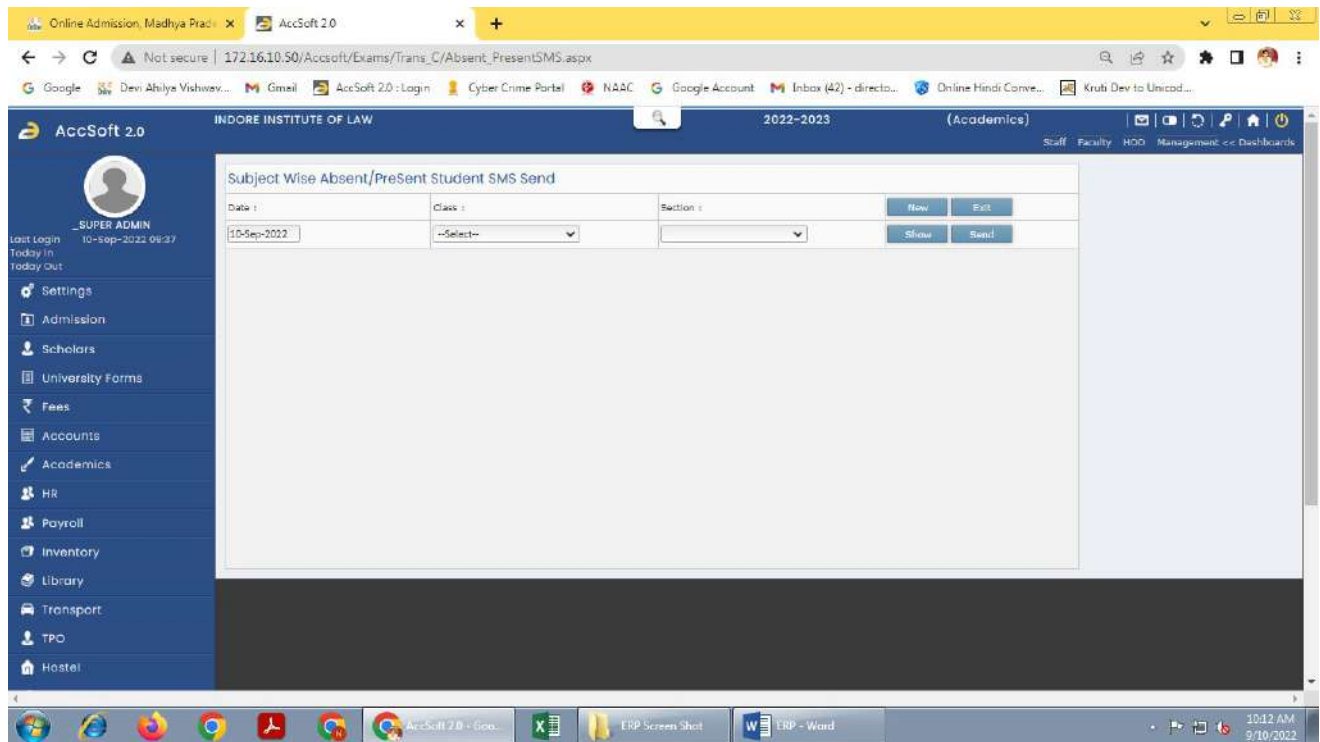 Online Admission, Madhya Prade
AccSoft 2.0
Not secure
172.16.10.50/Accsoft/Exams/Trans_C/Absent_PresentSMS.aspx
Google
Devi Ahilya Vishwav...
Gmail
AccSoft 2.0 : Login
Cyber Crime Portal
NAAC
Google Account
Inbox (42) - directo...
Online Hindi Conve...
Kruti Dev to Unicod...
AccSoft 2.0
INDORE INSTITUTE OF LAW
2022-2023
(Academics)
Staff Faculty HOD Management << Dashboards
_SUPER ADMIN
Last Login 10-Sep-2022 09:37
Today In
Today Out
Settings
Admission
Scholars
University Forms
₹ Fees
Accounts
Academics
HR
Payroll
Inventory
Library
Transport
TPO
Hostel
Subject Wise Absent/PreSent Student SMS Send
Date :
Class :
Section :
New
Exit
10-Sep-2022
--Select--
Show
Send
AccSoft 2.0 - Goo...
ERP Screen Shot
ERP - Word
10:12 AM
9/10/2022